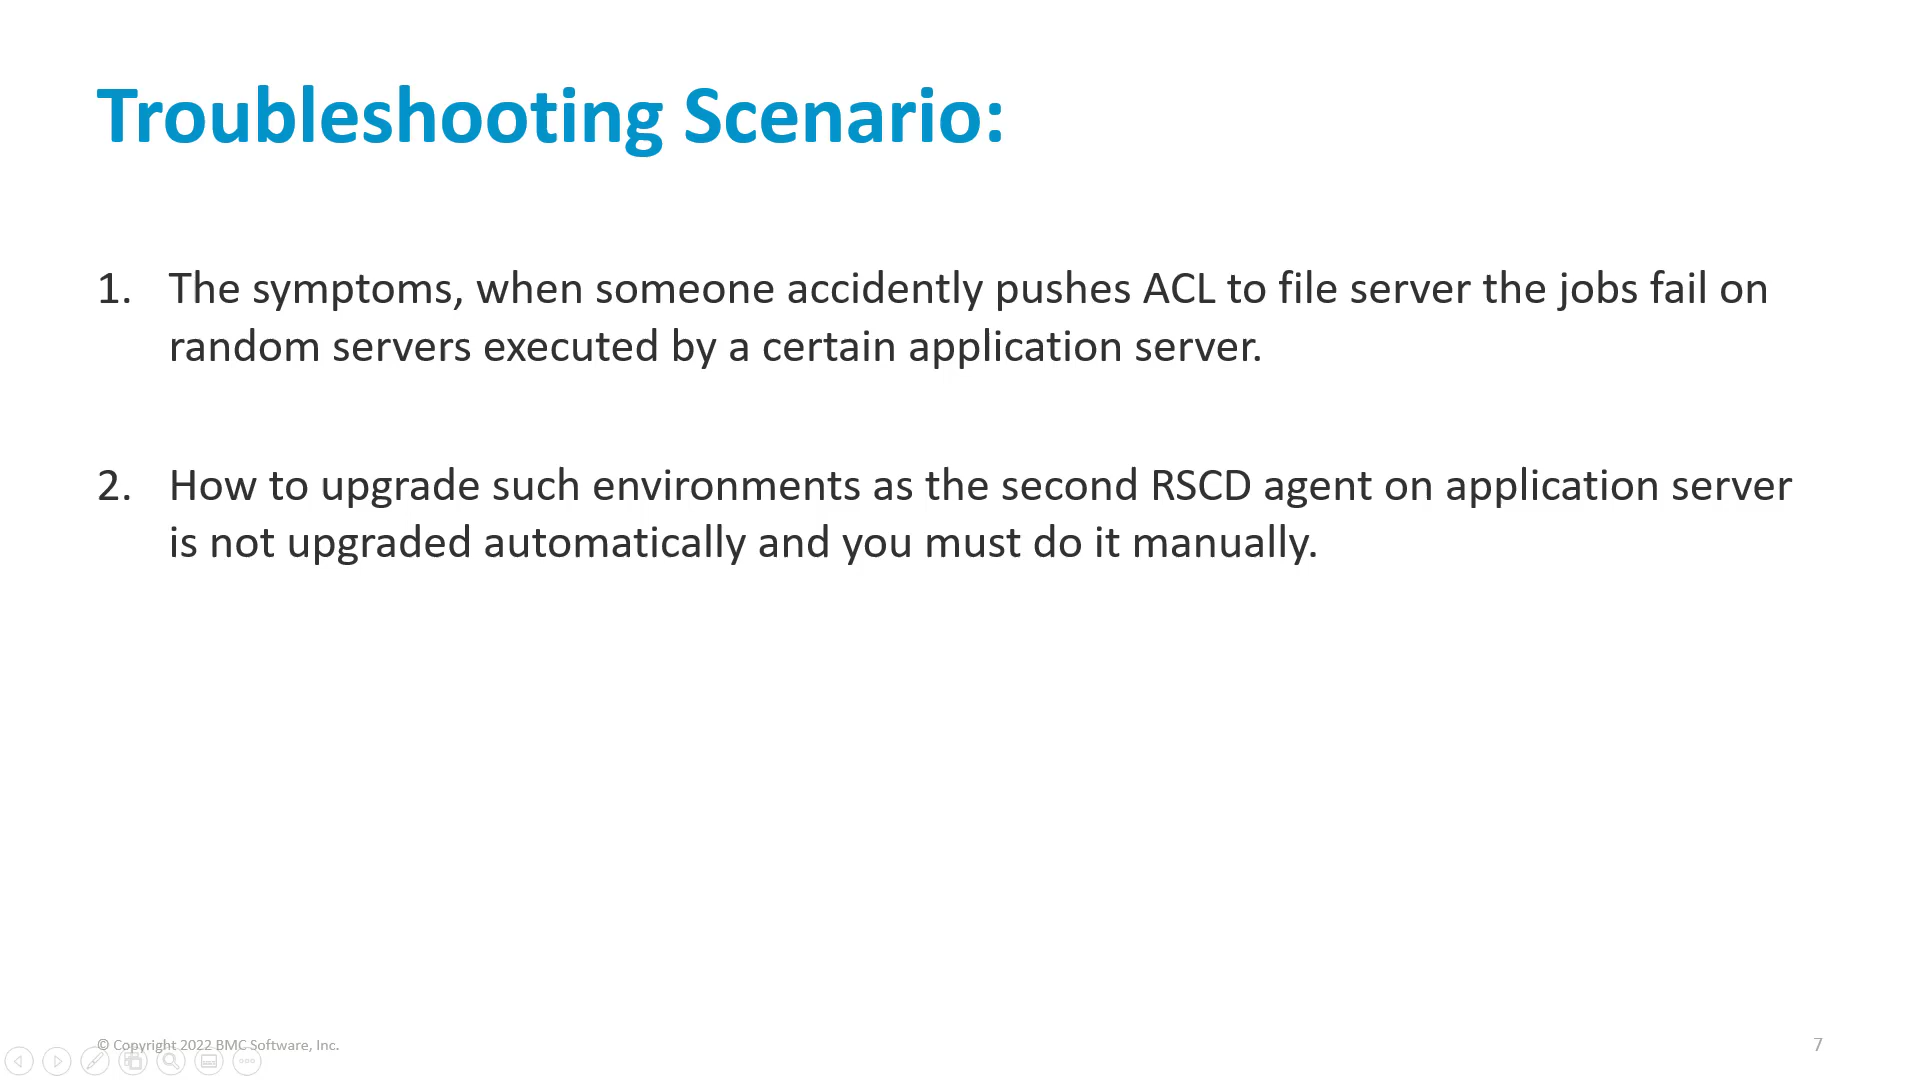 Troubleshooting Scenario:
1. The symptoms, when someone accidently pushes ACL to file server the jobs fail on
random servers executed by a certain application server.
2. How to upgrade such environments as the second RSCD agent on application server
is not upgraded automatically and you must do it manually.
© Copyright 2022 BMC Software, Inc.
7